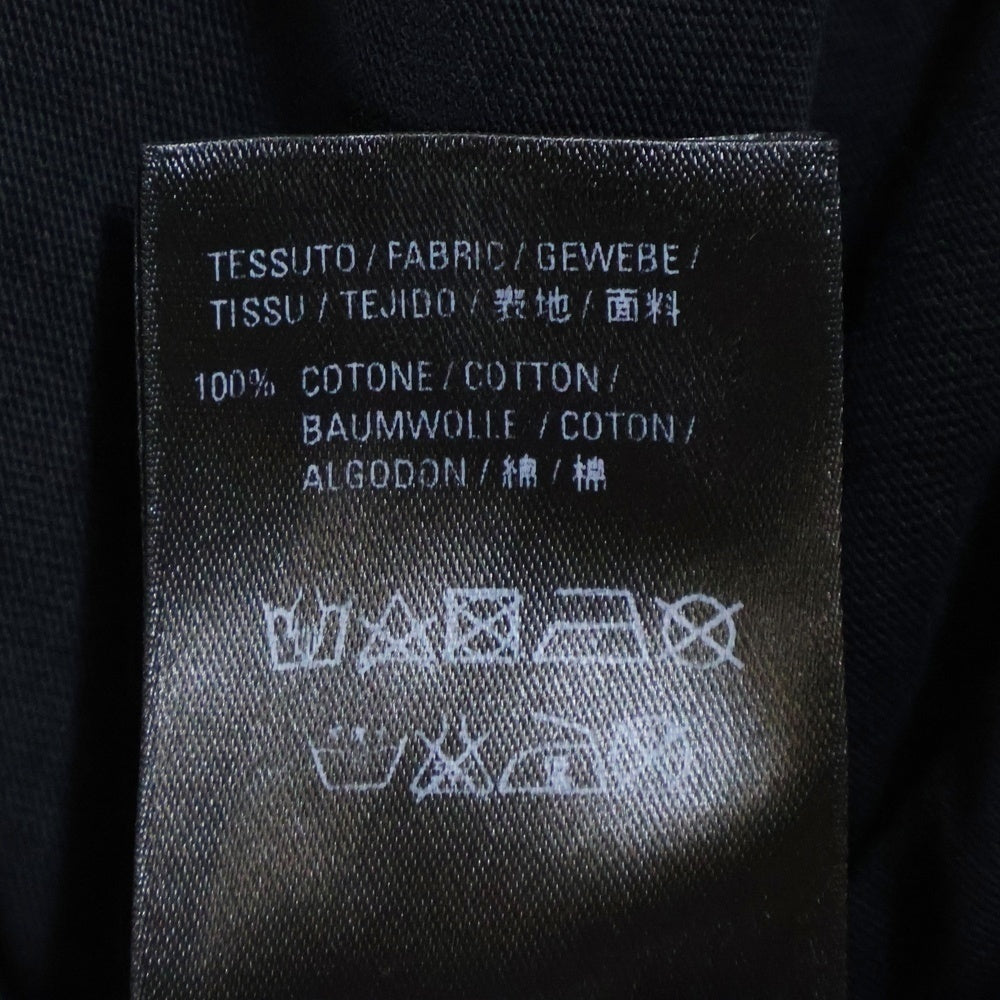 TESSUTO / FABRIC / GEWEBE /
TISSU / TEJIDO / 表地 / 面料
100% COTONE / COTTON /
BAUMWOLLE / COTON /
ALGODON / 綿 / 棉